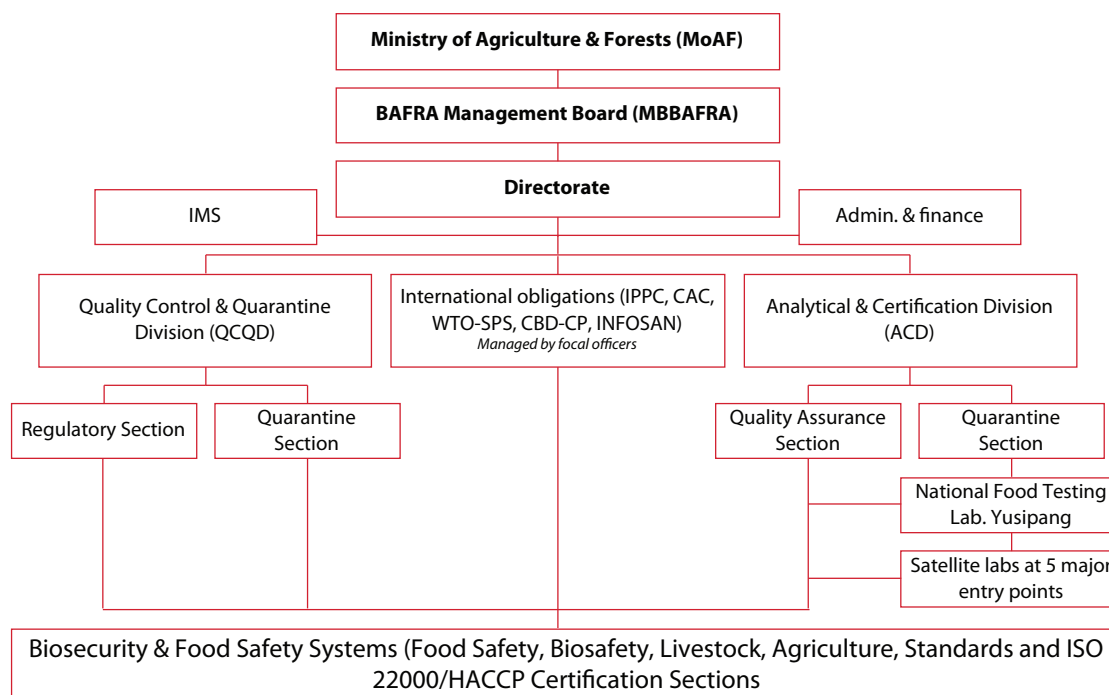 Ministry of Agriculture & Forests (MoAF)
BAFRA Management Board (MBBAFRA)
Directorate
IMS
Admin. & finance
Quality Control & Quarantine
Division (QCQD)
International obligations (IPPC, CAC,
WTO-SPS, CBD-CP, INFOSAN)
Managed by focal officers
Analytical & Certification Division
(ACD)
Regulatory Section
Quarantine
Section
Quality Assurance
Section
Quarantine
Section
National Food Testing
Lab. Yusipang
Satellite labs at 5 major
entry points
Biosecurity & Food Safety Systems (Food Safety, Biosafety, Livestock, Agriculture, Standards and ISO
22000/HACCP Certification Sections